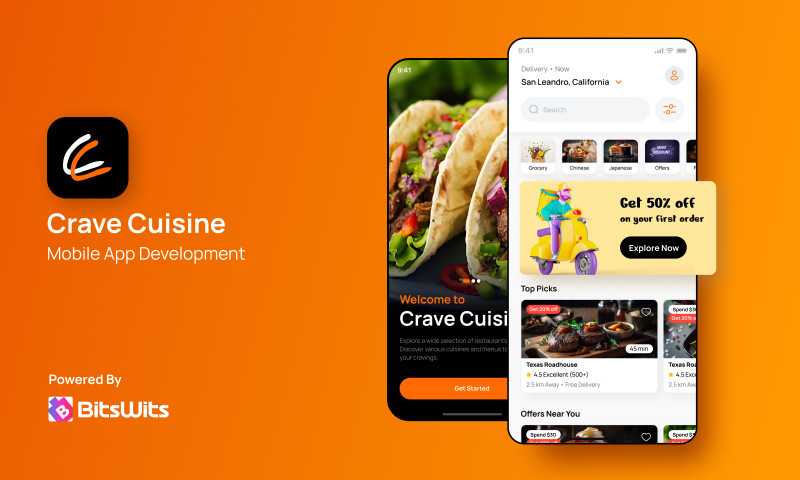 Crave Cuisine
Mobile App Development
Powered By
BitsWits
9:41
Welcome to
Crave Cuisi
Explore a wide selection of restaurants
Discover various cuisines and menus to
your cravings.
Get Started
9:41
Delivery • Now
San Leandro, California
Search
Grocery
Chinese
Japanese
Offers
Get 50% off
on your first order
Explore Now
Top Picks
Get 20% off
45 min
Texas Roadhouse
4.5 Excellent (500+)
2.5 km Away • Free Delivery
Spend $3
Get 20% o
Texas Roa
4.5 Exc
2.5 km Aw
Offers Near You
Spend $30
Spend $